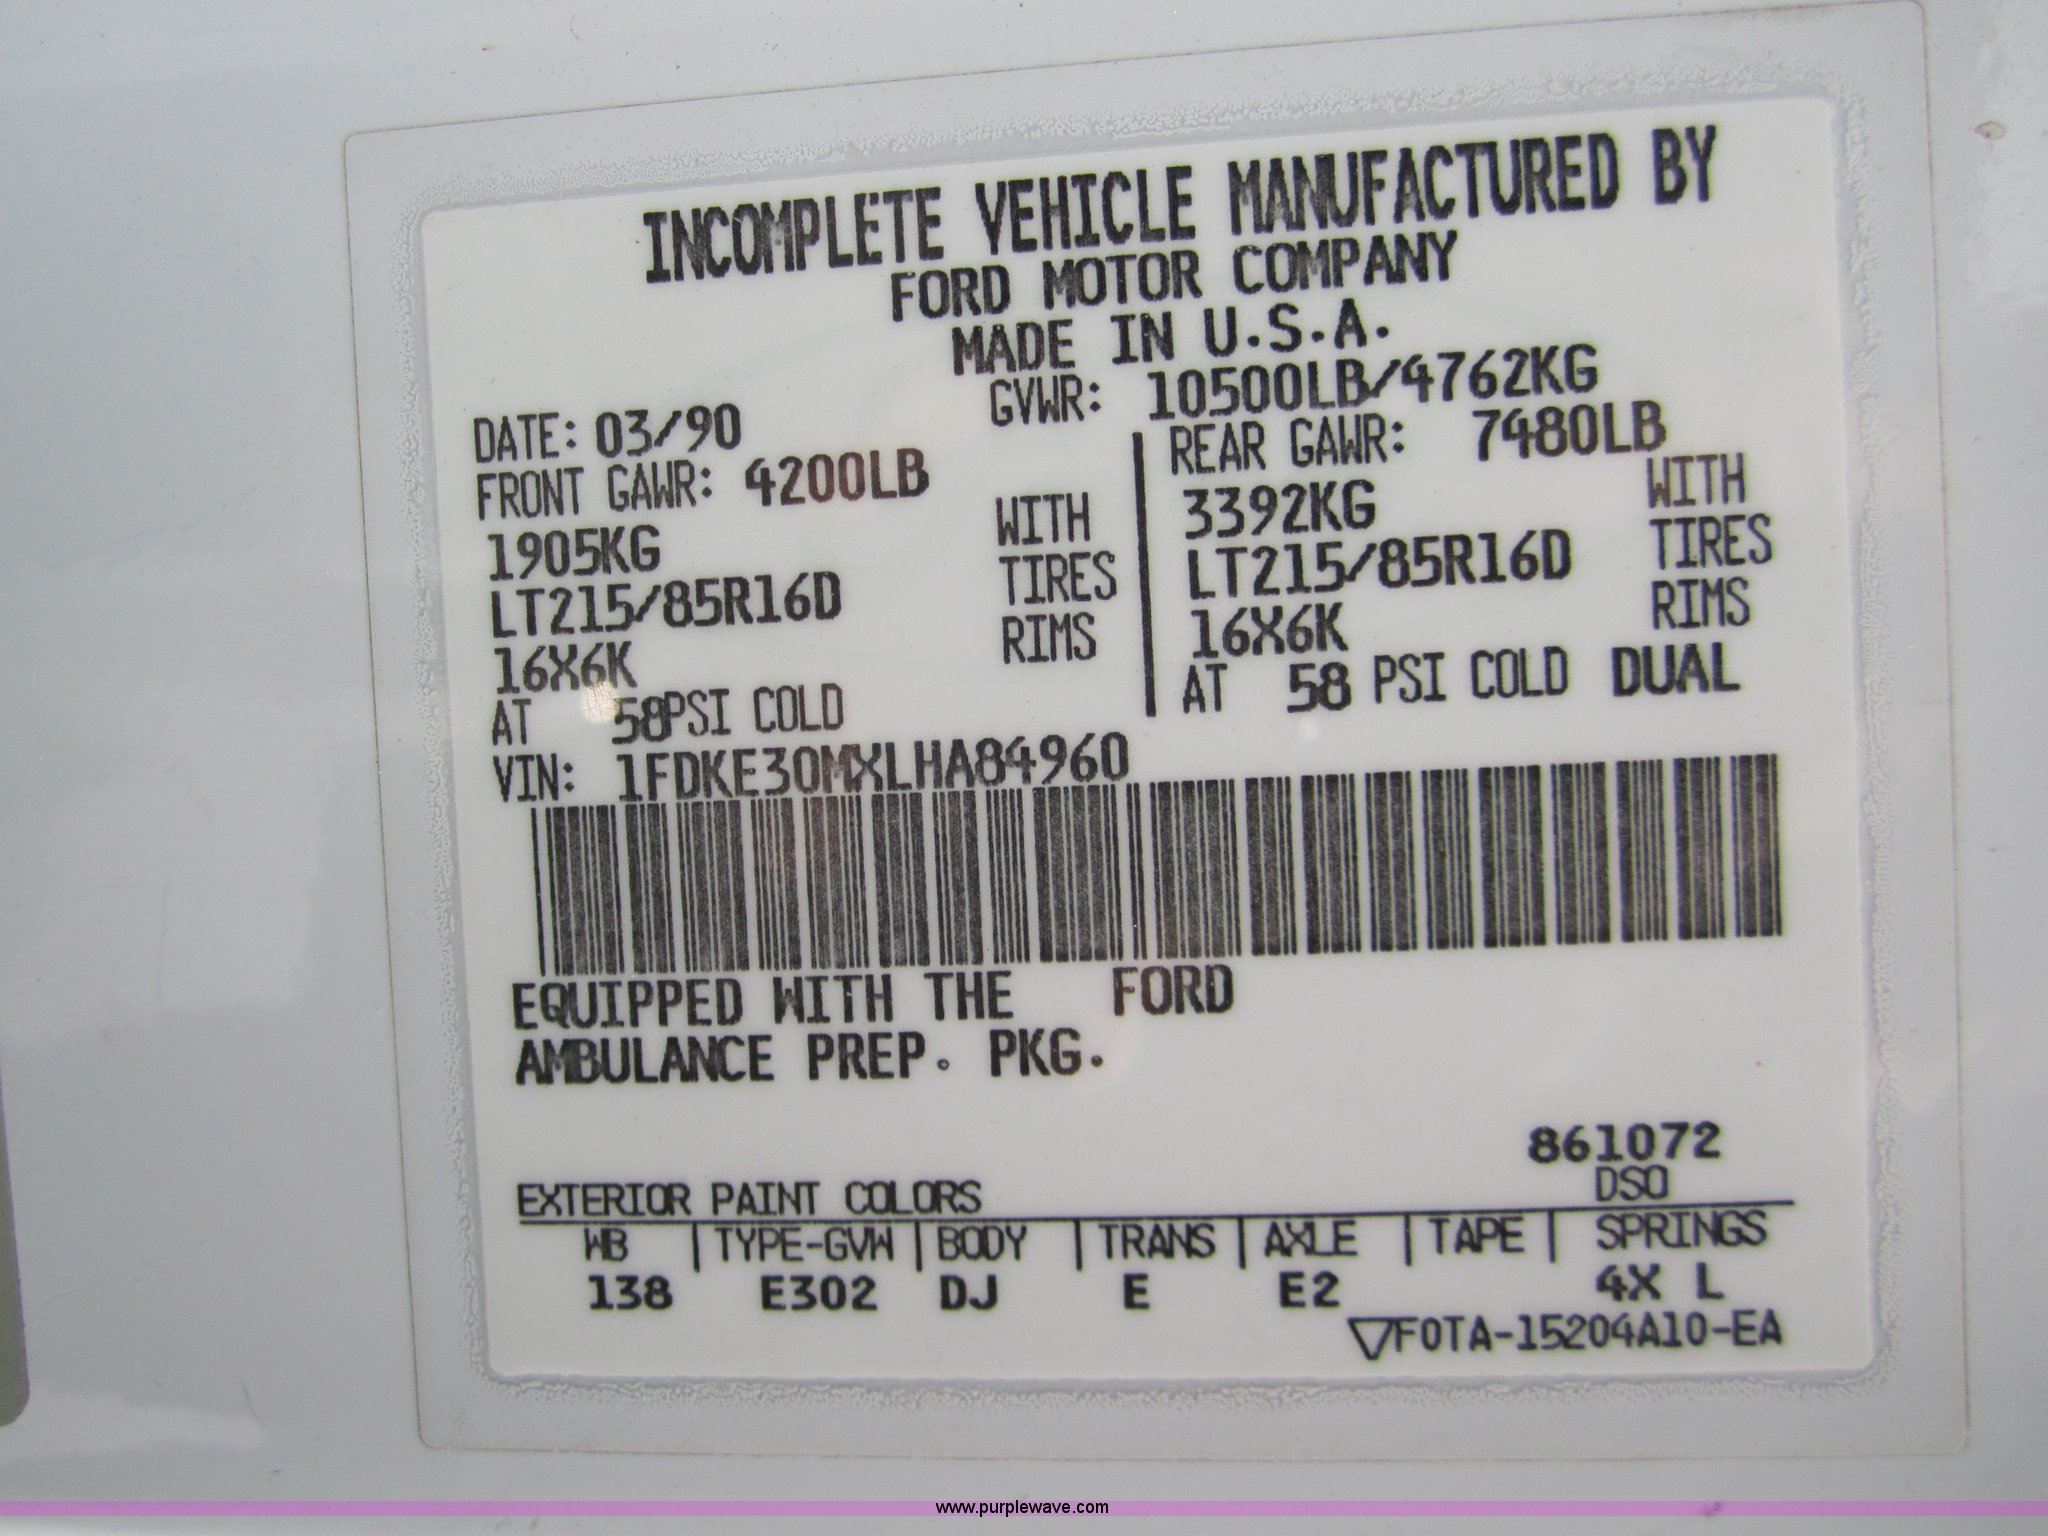 INCOMPLETE VEHICLE MANUFACTURED BY
FORD MOTOR COMPANY
MADE IN U.S.A.
DATE: 03/90 GVWR: 10500LB/4762KG
FRONT GAWR: 4200LB REAR GAWR: 7480LB
1905KG WITH 3392KG WITH
LT215/85R16D TIRES LT215/85R16D TIRES
16X6K RIMS 16X6K RIMS
AT 58PSI COLD AT 58 PSI COLD DUAL
VIN: 1FDKE30MXLHA84960
EQUIPPED WITH THE FORD
AMBULANCE PREP. PKG.
861072
EXTERIOR PAINT COLORS DSO
WB | TYPE-GVW | BODY | TRANS | AXLE | TAPE | SPRINGS
138 E302 DJ E E2 4X L
▽F0TA-15204A10-EA
www.purplewave.com